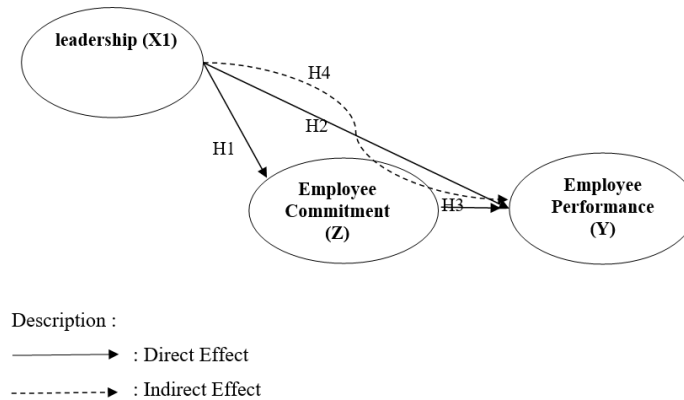 leadership (X1)
H4
H2
H1
Employee
Commitment
(Z)
H3
Employee
Performance
(Y)
Description :
: Direct Effect
: Indirect Effect